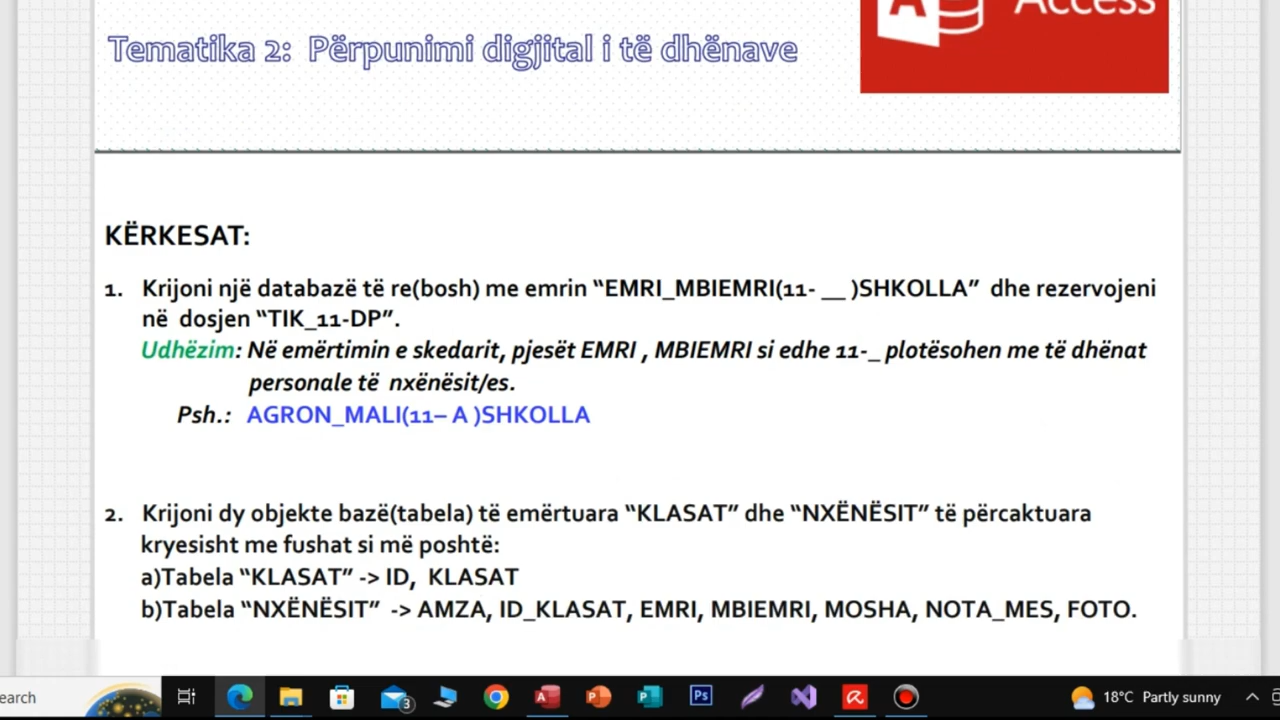 Access
Tematika 2: Përpunimi digjital i të dhënave
KËRKESAT:
1. Krijoni një databazë të re(bosh) me emrin “EMRI_MBIEMRI(11- __ )SHKOLLA” dhe rezervojeni
në dosjen “TIK_11-DP”.
Udhëzim: Në emërtimin e skedarit, pjesët EMRI , MBIEMRI si edhe 11-_ plotësohen me të dhënat
personale të nxënësit/es.
Psh.: AGRON_MALI(11– A )SHKOLLA
2. Krijoni dy objekte bazë(tabela) të emërtuara “KLASAT” dhe “NXËNËSIT” të përcaktuara
kryesisht me fushat si më poshtë:
a)Tabela “KLASAT” -> ID, KLASAT
b)Tabela “NXËNËSIT” -> AMZA, ID_KLASAT, EMRI, MBIEMRI, MOSHA, NOTA_MES, FOTO.
earch 3 A P P Ps 18°C Partly sunny